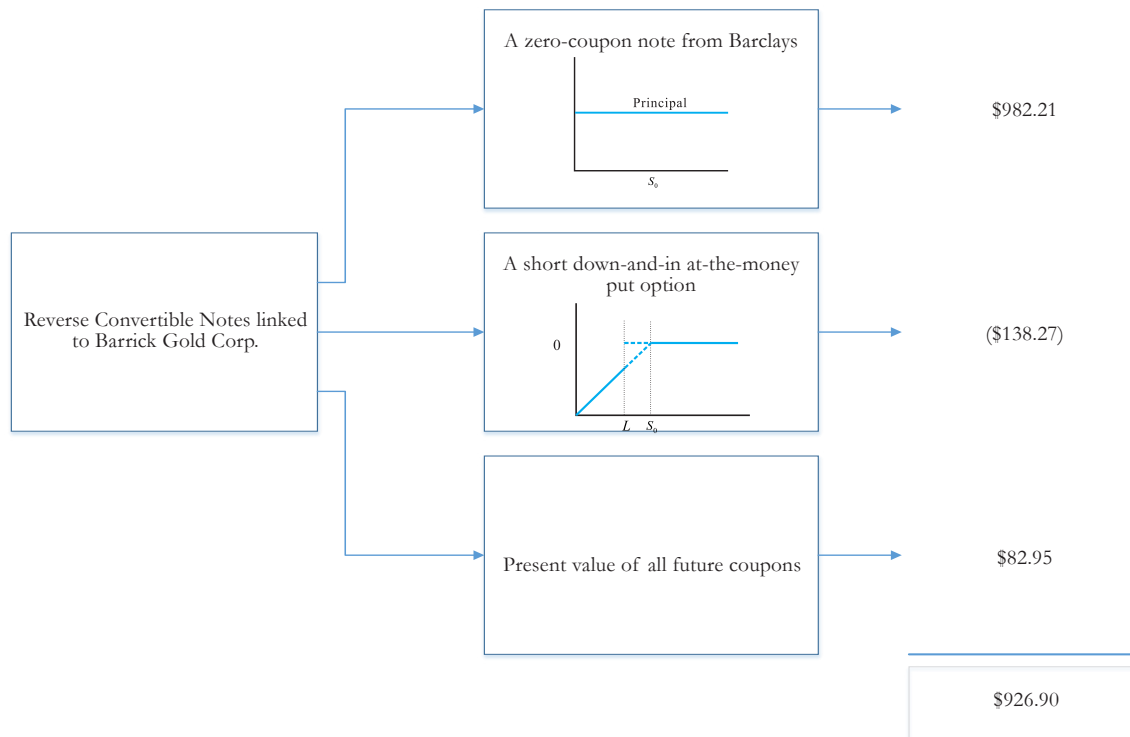 A zero-coupon note from Barclays
Principal
S₀
$982.21
Reverse Convertible Notes linked
to Barrick Gold Corp.
A short down-and-in at-the-money
put option
0
L S₀
($138.27)
Present value of all future coupons
$82.95
$926.90